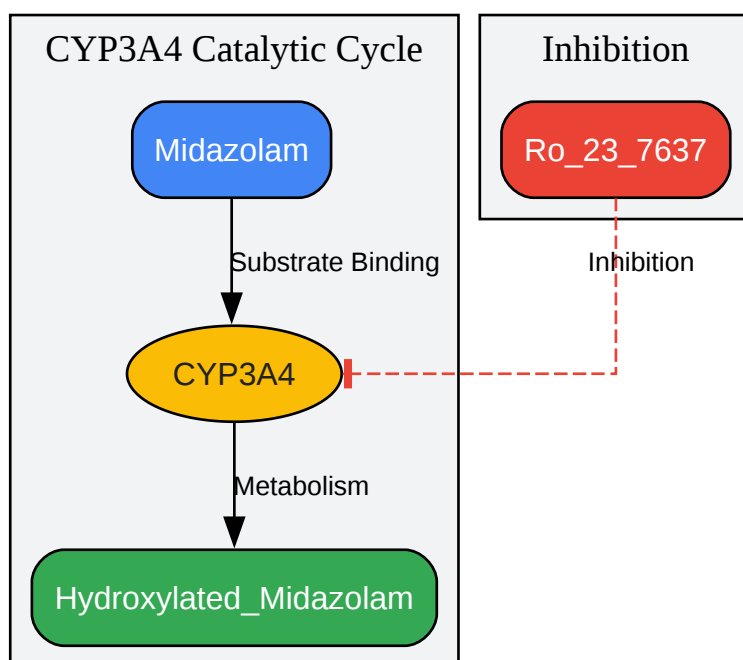 CYP3A4 Catalytic Cycle
Inhibition
Midazolam
Ro_23_7637
Substrate Binding
Inhibition
CYP3A4
Metabolism
Hydroxylated_Midazolam